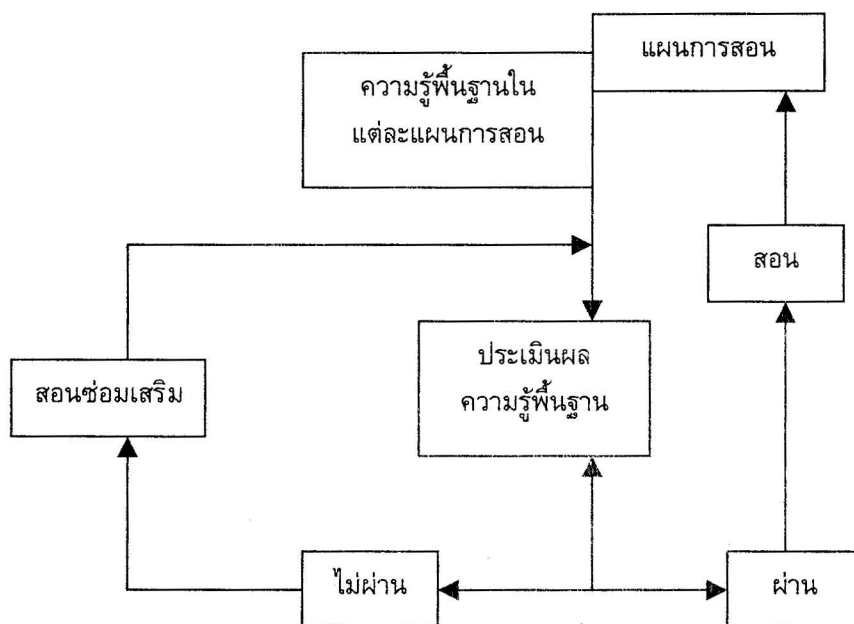 แผนการสอน
ความรู้พื้นฐานใน
แต่ละแผนการสอน
สอน
ประเมินผล
ความรู้พื้นฐาน
สอนซ่อมเสริม
ไม่ผ่าน
ผ่าน